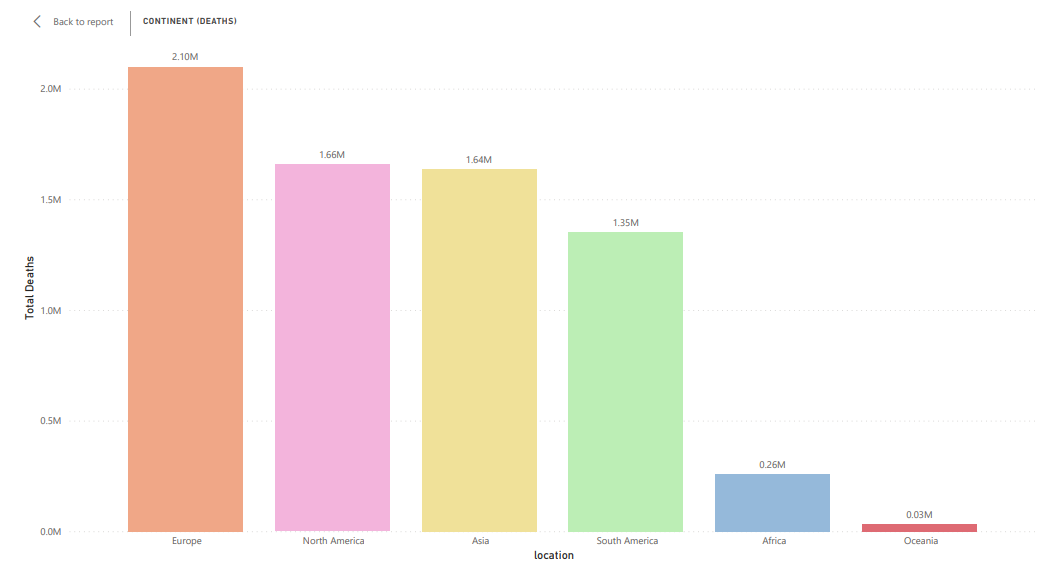 Back to report
CONTINENT (DEATHS)
2.10M
2.0M
1.66M
1.64M
1.5M
1.35M
Total Deaths
1.0M
0.5M
0.26M
0.03M
0.0M
Europe North America Asia South America Africa Oceania
location